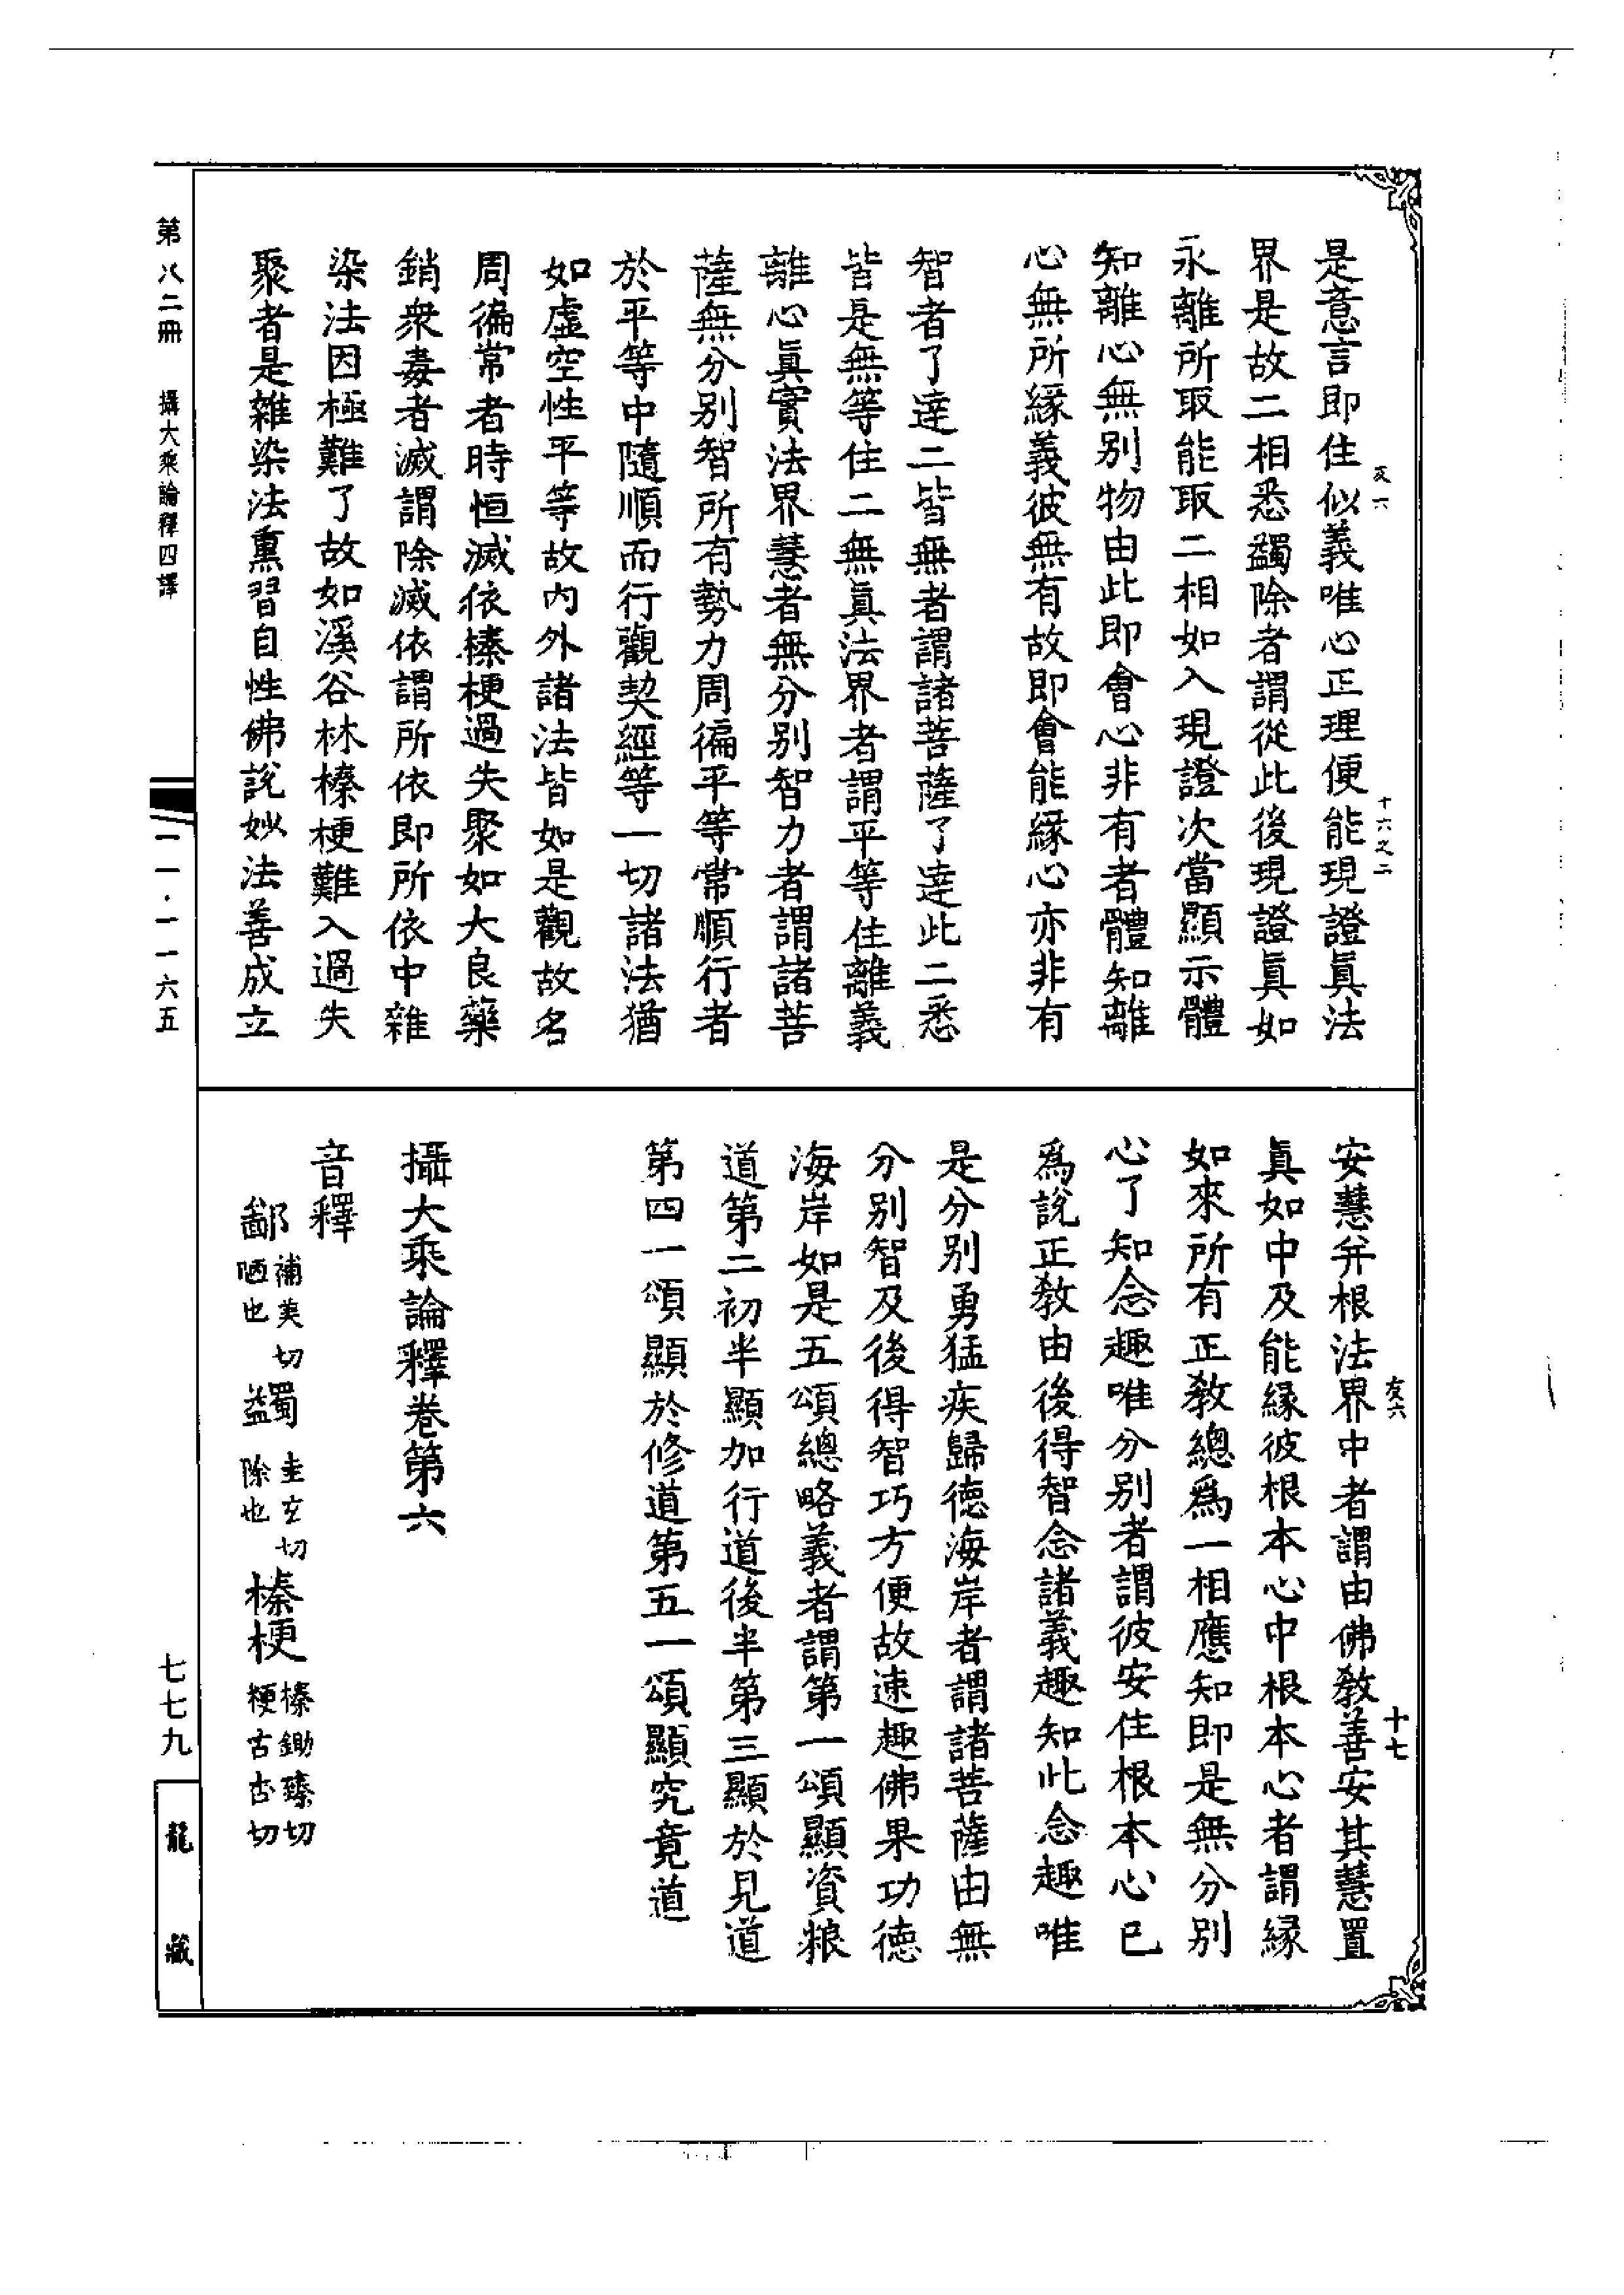 是意言即住似義唯心正理便能現證眞法
界是故二相悉蠲除者謂從此後現證眞如
永離所取能取二相如入現證次當顯示體
知離心無別物由此即會心非有者體知離
心無所緣義彼無有故即會能緣心亦非有
智者了達二皆無者謂諸菩薩了達此二悉
皆是無等住二無眞法界者謂平等住離義
離心眞實法界慧者無分別智力者謂諸菩
薩無分別智所有勢力周徧平等常順行者
於平等中隨順而行觀契經等一切諸法猶
如虛空性平等故內外諸法皆如是觀故名
周徧常者時恒滅依榛梗過失聚如大良藥
銷衆毒者滅謂除滅依謂所依即所依中雜
染法因極難了故如溪谷林榛梗難入過失
聚者是雜染法熏習自性佛說妙法善成立
十六之二
安慧并根法界中者謂由佛教善安其慧置
眞如中及能緣彼根本心中根本心者謂緣
如來所有正教總爲一相應知即是無分別
心了知念趣唯分別者謂彼安住根本心已
爲說正教由後得智念諸義趣知此念趣唯
是分別勇猛疾歸德海岸者謂諸菩薩由無
分別智及後得智巧方便故速趣佛果功德
海岸如是五頌總略義者謂第一頌顯資糧
道第二初半顯加行道後半第三顯於見道
第四一頌顯於修道第五一頌顯究竟道
十七
攝大乘論釋卷第六
音釋
鄙 補美切 陋也 蠲 圭玄切 除也 榛梗 榛鋤臻切 梗古杏切
第八二冊 攝大乘論釋四譯
一一·一一六五
七七九
龍藏